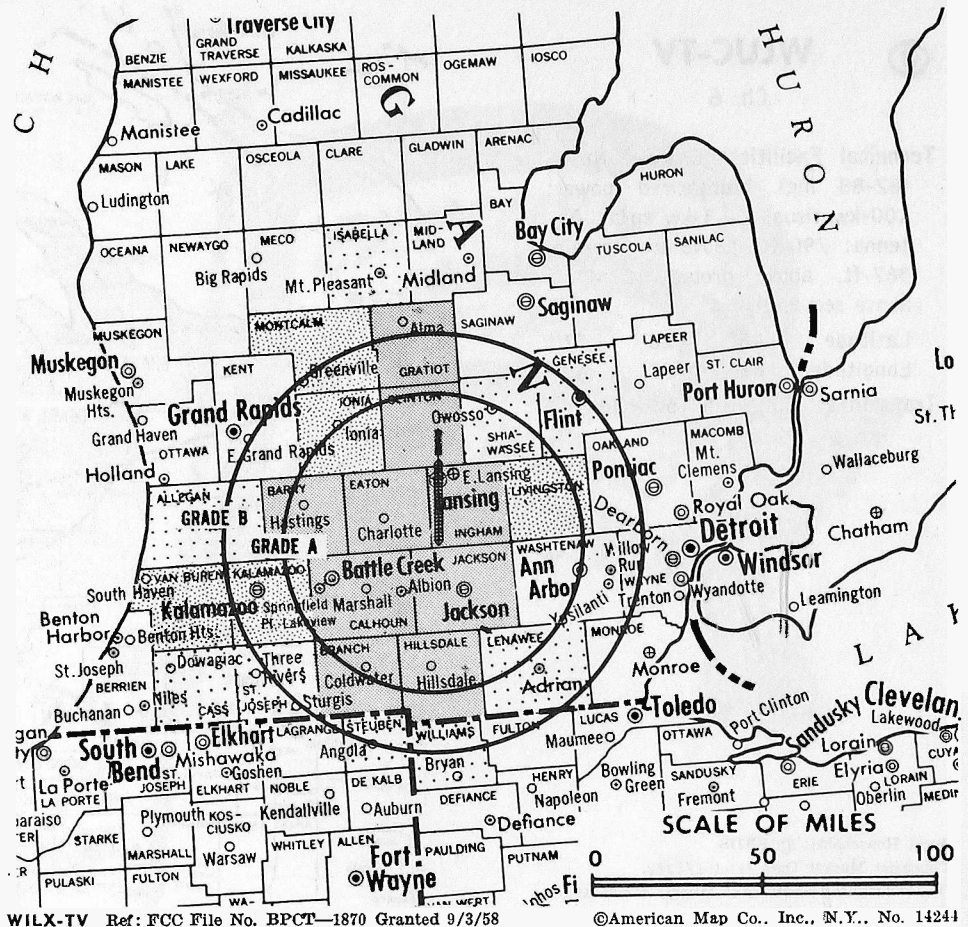 C H
HURON
Traverse City
BENZIE
GRAND TRAVERSE
KALKASKA
MANISTEE
WEXFORD
MISSAUKEE
ROS-COMMON
OGEMAW
IOSCO
G
Manistee
Cadillac
MASON
LAKE
OSCEOLA
CLARE
GLADWIN
ARENAC
HURON
Ludington
BAY
OCEANA
NEWAYGO
MECO
ISABELLA
MID-LAND
A
Bay City
TUSCOLA
SANILAC
Big Rapids
Mt. Pleasant
Midland
Saginaw
MUSKEGON
MONTCALM
Alma
SAGINAW
LAPEER
Muskegon
KENT
Greenville
GRATIOT
N
GENESEE
Lapeer
ST. CLAIR
Port Huron
Sarnia
Lo
Muskegon Hts.
Grand Rapids
IONIA
CLINTON
Owosso
Flint
St. Th
Grand Haven
OTTAWA
E. Grand Rapids
Ionia
SHIA-WASSEE
OAKLAND
MACOMB
Holland
Pontiac
Mt. Clemens
Wallaceburg
ALLEGAN
BARRY
EATON
E. Lansing
Lansing
LIVINGSTON
Royal Oak
GRADE B
Hastings
Charlotte
INGHAM
Dearborn
Detroit
Chatham
GRADE A
JACKSON
WASHTENAW
Willow Run
Windsor
VAN BUREN
KALAMAZOO
Battle Creek
Albion
Ann Arbor
WAYNE
Wyandotte
South Haven
Kalamazoo
Springfield
Marshall
Jackson
Ypsilanti
Trenton
Leamington
Benton Harbor
Benton Hts.
Pt. Lakeview
CALHOUN
St. Joseph
Dowagiac
Three Rivers
BRANCH
HILLSDALE
LENAWEE
MONROE
LAK
BERRIEN
Niles
ST. JOSEPH
Coldwater
Hillsdale
Adrian
Monroe
Buchanan
CASS
Sturgis
South Bend
Elkhart
LAGRANGE
STEUBEN
WILLIAMS
FULTON
LUCAS
Toledo
Port Clinton
Sandusky
Clevelan
Mishawaka
Angola
Bryan
Maumee
OTTAWA
Lakewood
La Porte
LA PORTE
ST. JOSEPH
Goshen
ELKHART
NOBLE
DE KALB
HENRY
Bowling Green
SANDUSKY
ERIE
Lorain
Elyria
LORAIN
CUY
Plymouth
KOS-CIUSKO
Kendallville
Auburn
DEFIANCE
Napoleon
Fremont
Oberlin
MEDI
STARKE
MARSHALL
Warsaw
WHITLEY
ALLEN
Defiance
PAULDING
PUTNAM
PULASKI
FULTON
WA-
Fort Wayne
VAN WERT
Fi
SCALE OF MILES
0 50 100
WILX-TV Ref: FCC File No. BPCT—1870 Granted 9/3/58
©American Map Co., Inc., N.Y., No. 14244